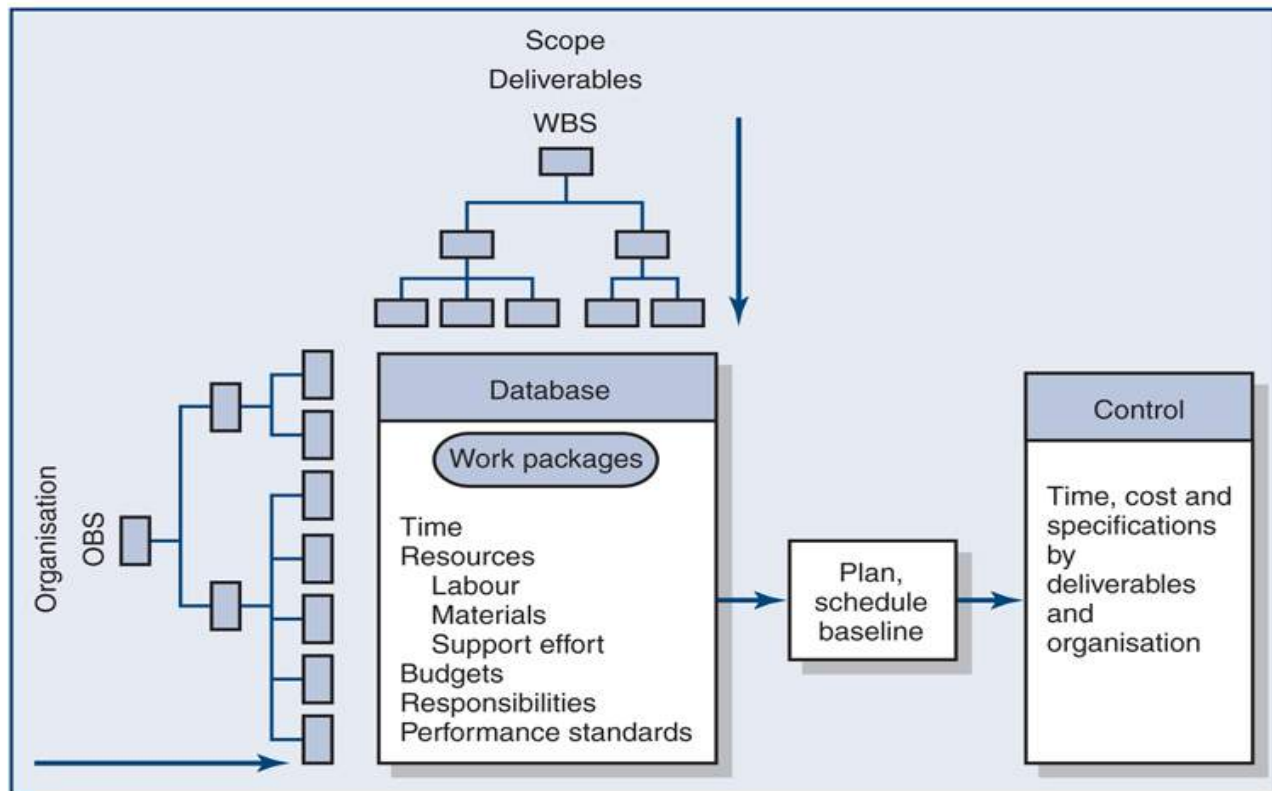 Scope
Deliverables
WBS
Organisation
OBS
Database
Work packages
Time
Resources
Labour
Materials
Support effort
Budgets
Responsibilities
Performance standards
Plan,
schedule
baseline
Control
Time, cost and
specifications
by
deliverables
and
organisation